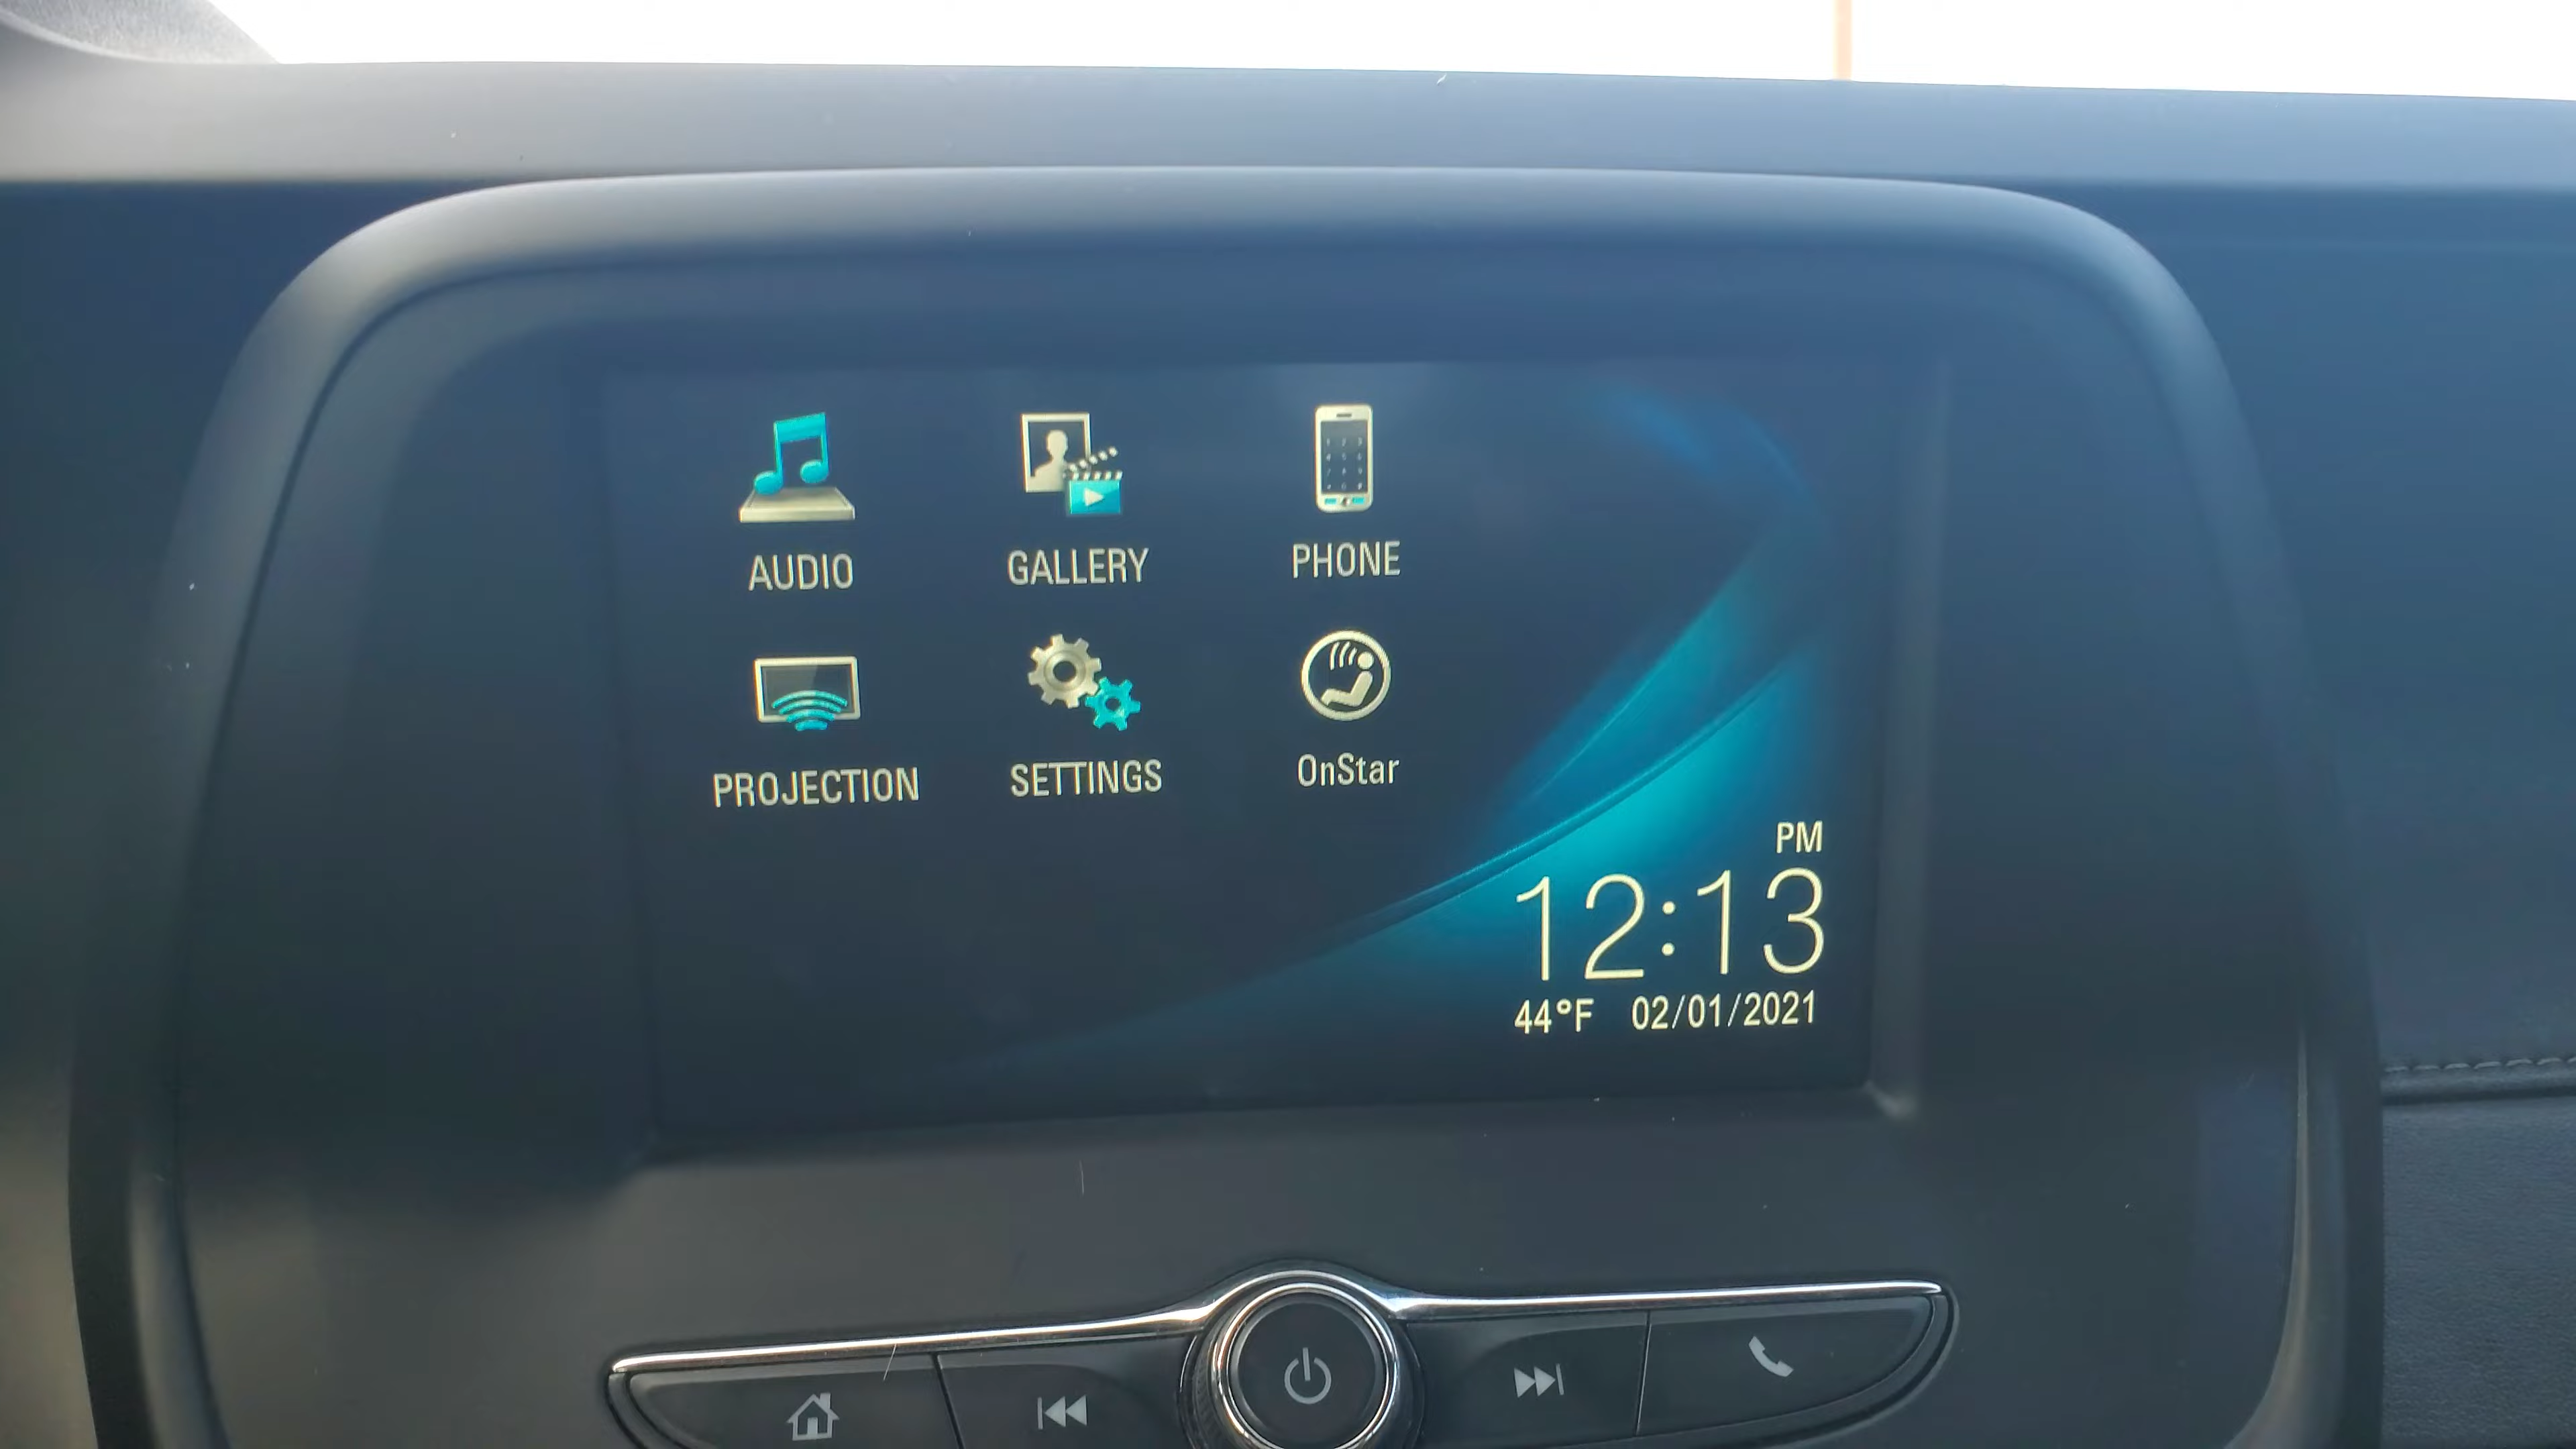 AUDIO
GALLERY
PHONE
PROJECTION
SETTINGS
OnStar
PM
12:13
44°F 02/01/2021